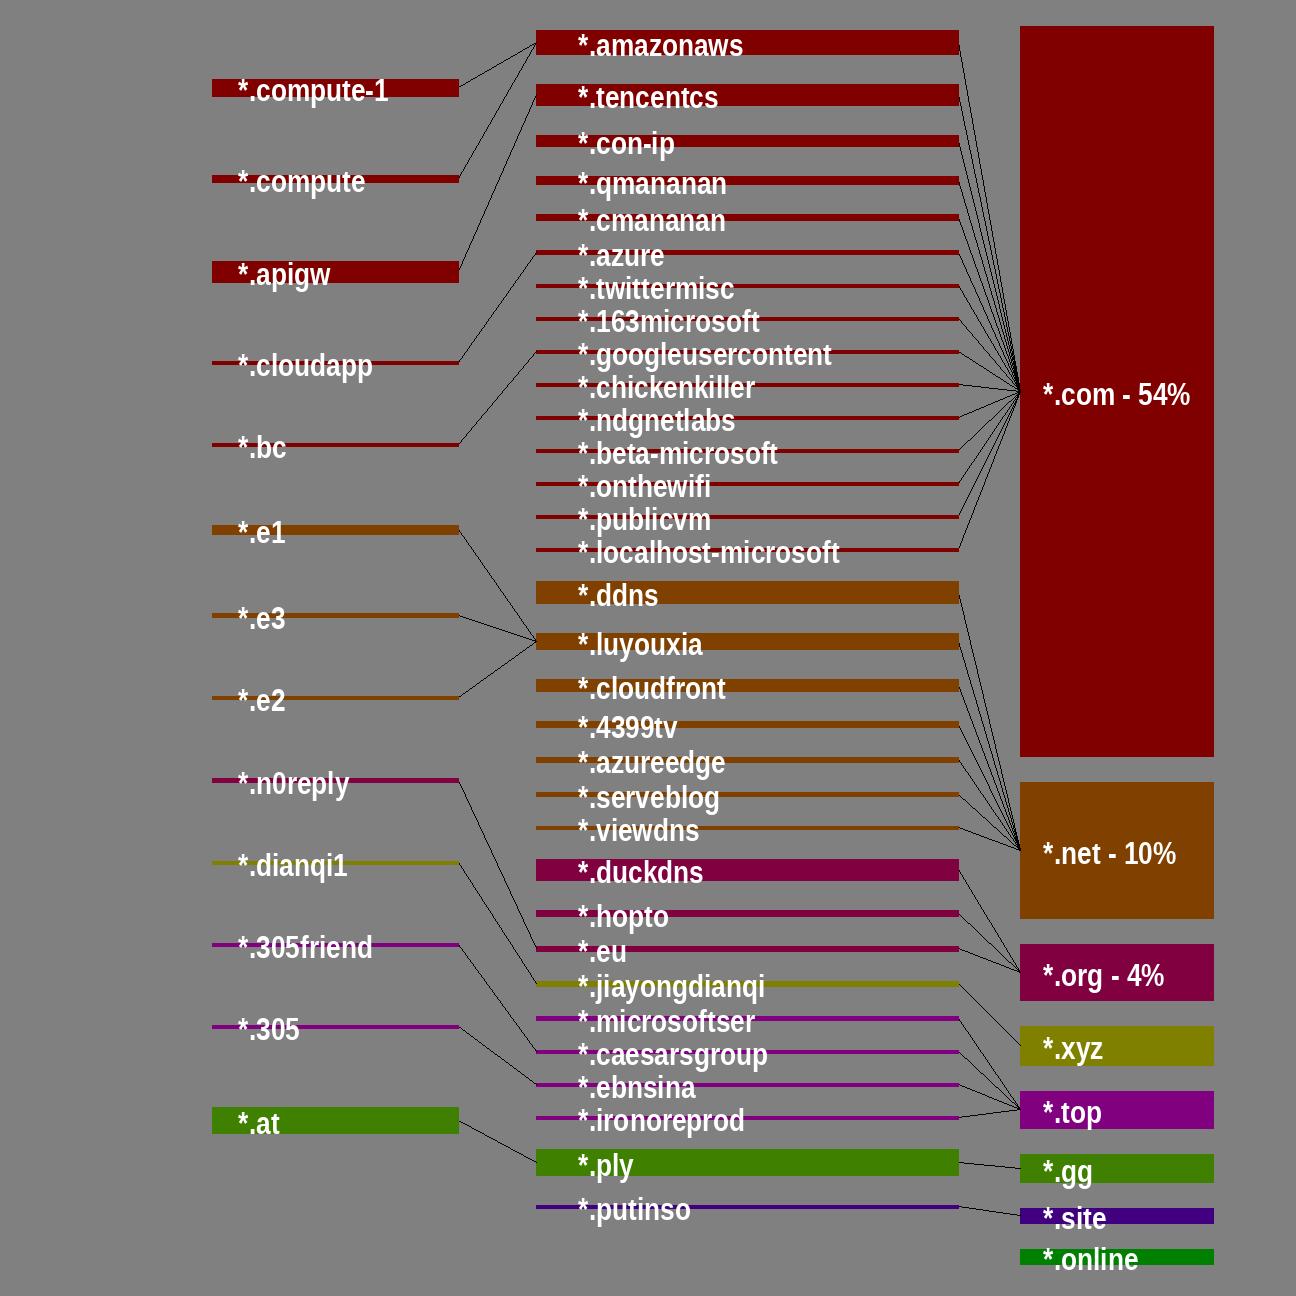 *.compute-1
*.compute
*.apigw
*.cloudapp
*.bc
*.e1
*.e3
*.e2
*.n0reply
*.dianqi1
*.305friend
*.305
*.at
*.amazonaws
*.tencentcs
*.con-ip
*.qmananan
*.cmananan
*.azure
*.twittermisc
*.163microsoft
*.googleusercontent
*.chickenkiller
*.ndgnetlabs
*.beta-microsoft
*.onthewifi
*.publicvm
*.localhost-microsoft
*.ddns
*.luyouxia
*.cloudfront
*.4399tv
*.azureedge
*.serveblog
*.viewdns
*.duckdns
*.hopto
*.eu
*.jiayongdianqi
*.microsoftser
*.caesarsgroup
*.ebnsina
*.ironoreprod
*.ply
*.putinso
*.com - 54%
*.net - 10%
*.org - 4%
*.xyz
*.top
*.gg
*.site
*.online